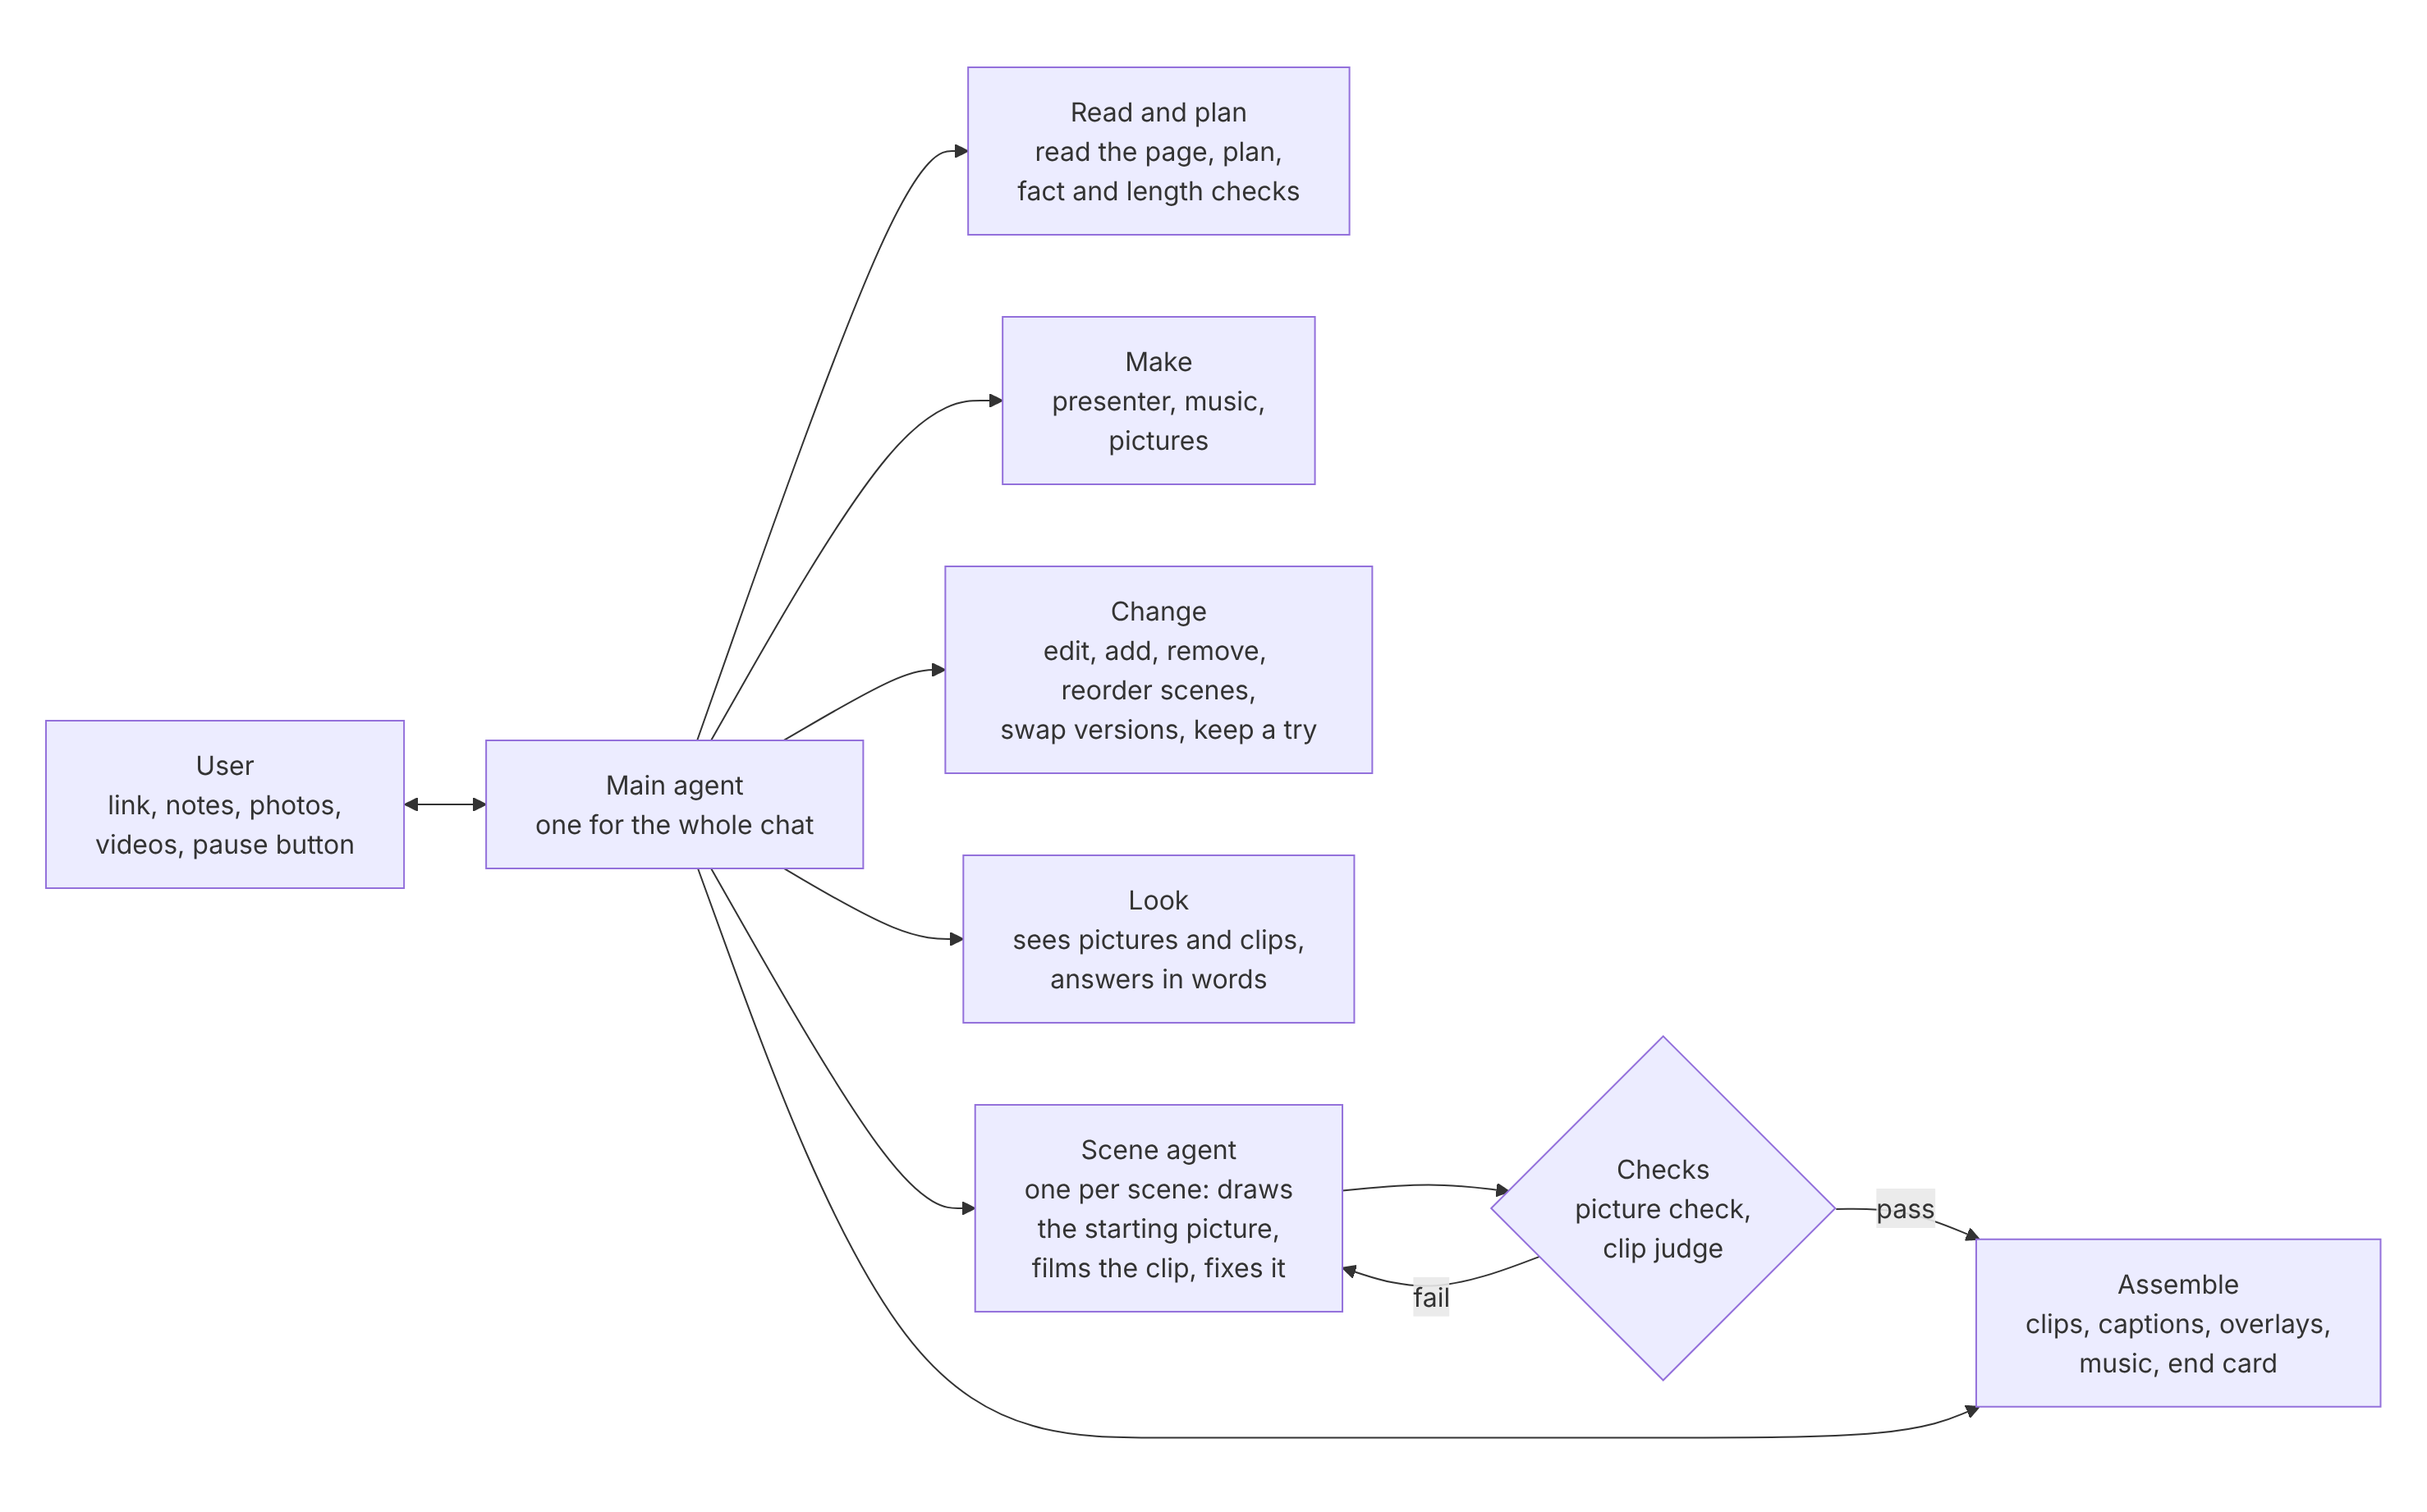 Read and plan
read the page, plan,
fact and length checks
Make
presenter, music,
pictures
Change
edit, add, remove,
reorder scenes,
swap versions, keep a try
User
link, notes, photos,
videos, pause button
Main agent
one for the whole chat
Look
sees pictures and clips,
answers in words
Scene agent
one per scene: draws
the starting picture,
films the clip, fixes it
Checks
picture check,
clip judge
pass
fail
Assemble
clips, captions, overlays,
music, end card